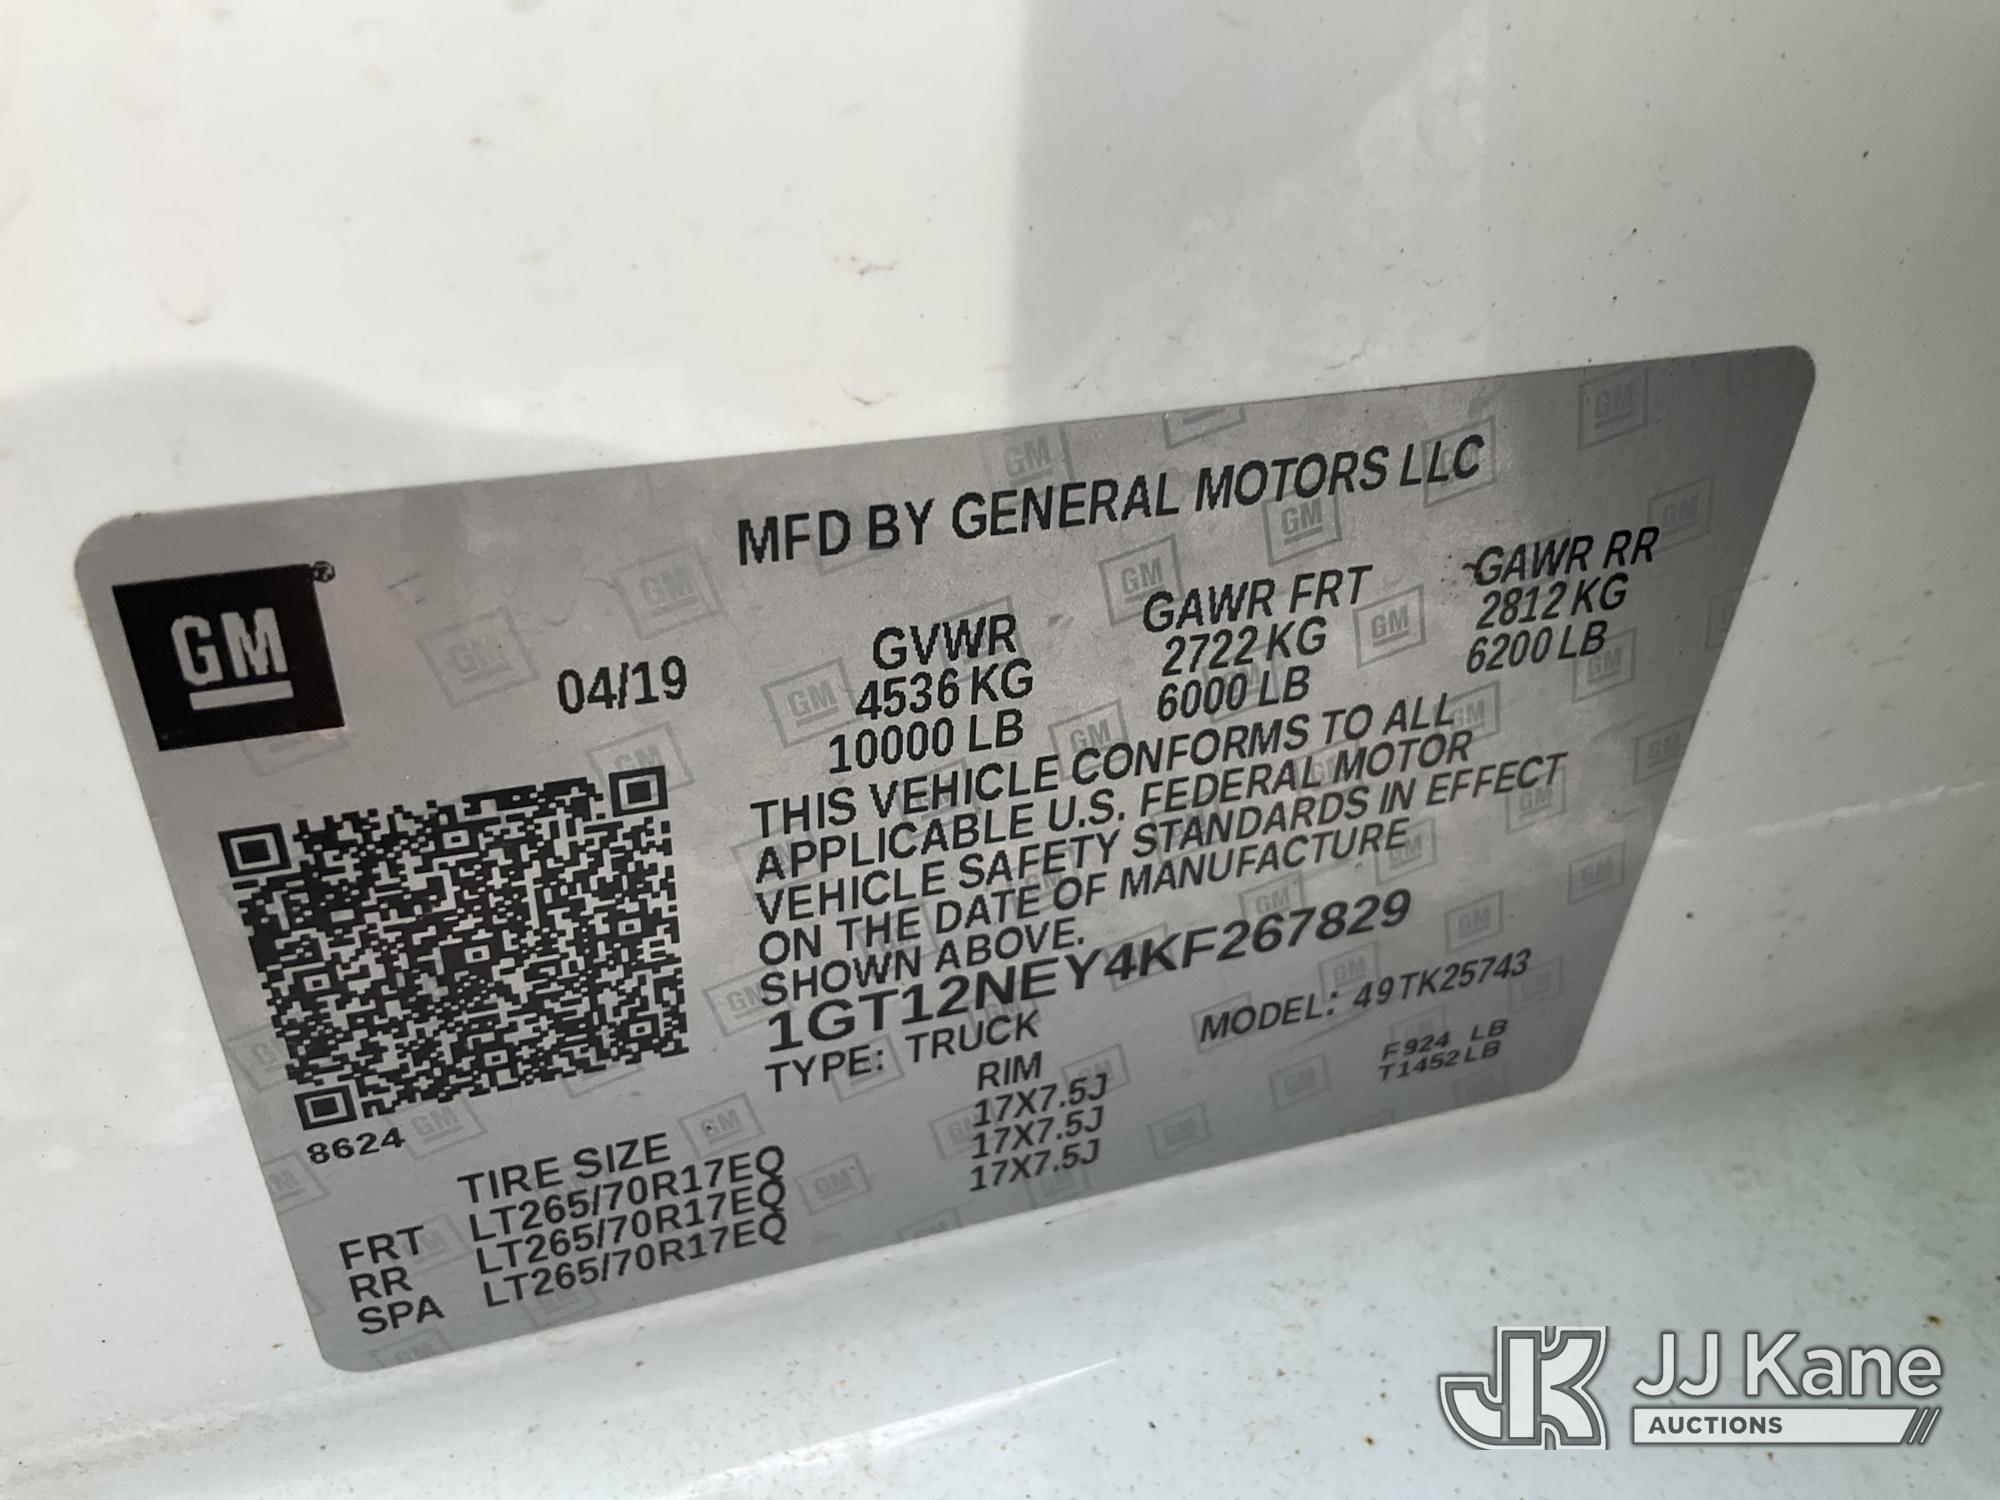 MFD BY GENERAL MOTORS LLC
GM®
04/19
GVWR
4536 KG
10000 LB
GAWR FRT
2722 KG
6000 LB
GAWR RR
2812 KG
6200 LB
THIS VEHICLE CONFORMS TO ALL
APPLICABLE U.S. FEDERAL MOTOR
VEHICLE SAFETY STANDARDS IN EFFECT
ON THE DATE OF MANUFACTURE
SHOWN ABOVE.
1GT12NEY4KF267829
TYPE: TRUCK
MODEL: 49TK25743
F924 LB
T1452LB
8624
TIRE SIZE RIM
FRT LT265/70R17EQ 17X7.5J
RR LT265/70R17EQ 17X7.5J
SPA LT265/70R17EQ 17X7.5J
JK JJ Kane
AUCTIONS